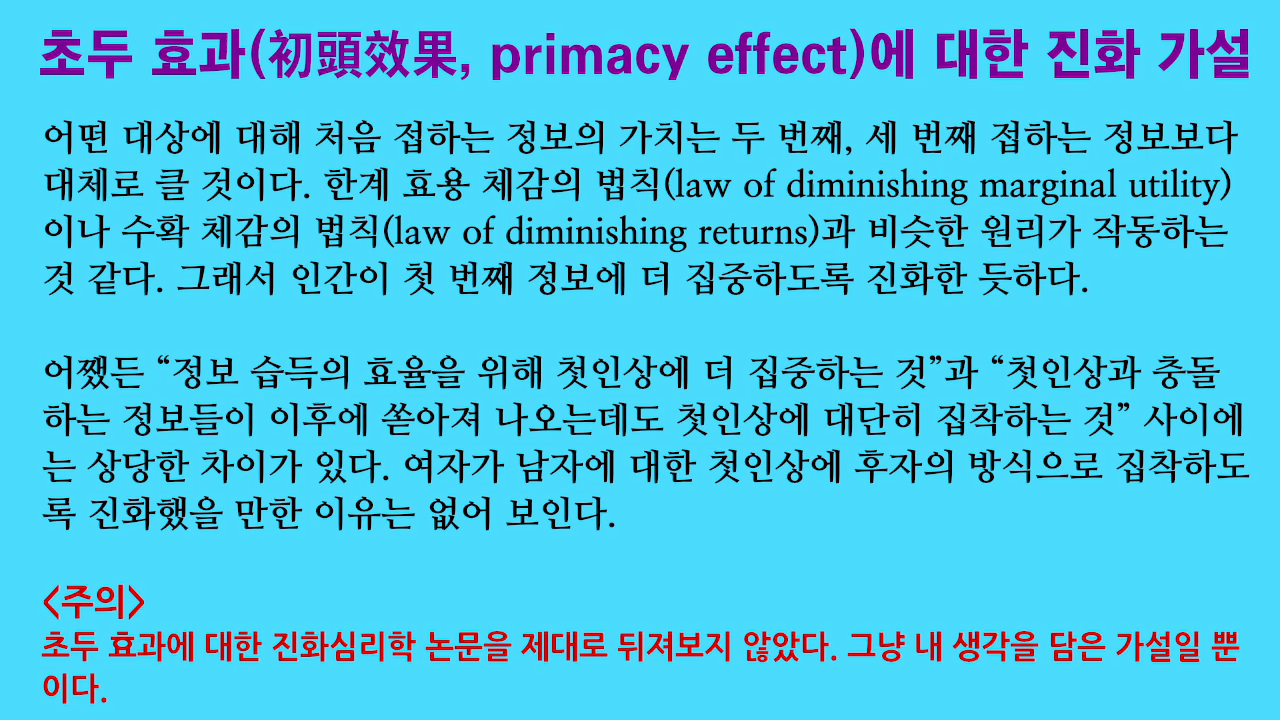 초두 효과(初頭效果, primacy effect)에 대한 진화 가설
어떤 대상에 대해 처음 접하는 정보의 가치는 두 번째, 세 번째 접하는 정보보다
대체로 클 것이다. 한계 효용 체감의 법칙(law of diminishing marginal utility)
이나 수확 체감의 법칙(law of diminishing returns)과 비슷한 원리가 작동하는
것 같다. 그래서 인간이 첫 번째 정보에 더 집중하도록 진화한 듯하다.
어쨌든 “정보 습득의 효율을 위해 첫인상에 더 집중하는 것”과 “첫인상과 충돌
하는 정보들이 이후에 쏟아져 나오는데도 첫인상에 대단히 집착하는 것” 사이에
는 상당한 차이가 있다. 여자가 남자에 대한 첫인상에 후자의 방식으로 집착하도
록 진화했을 만한 이유는 없어 보인다.
<주의>
초두 효과에 대한 진화심리학 논문을 제대로 뒤져보지 않았다. 그냥 내 생각을 담은 가설일 뿐
이다.